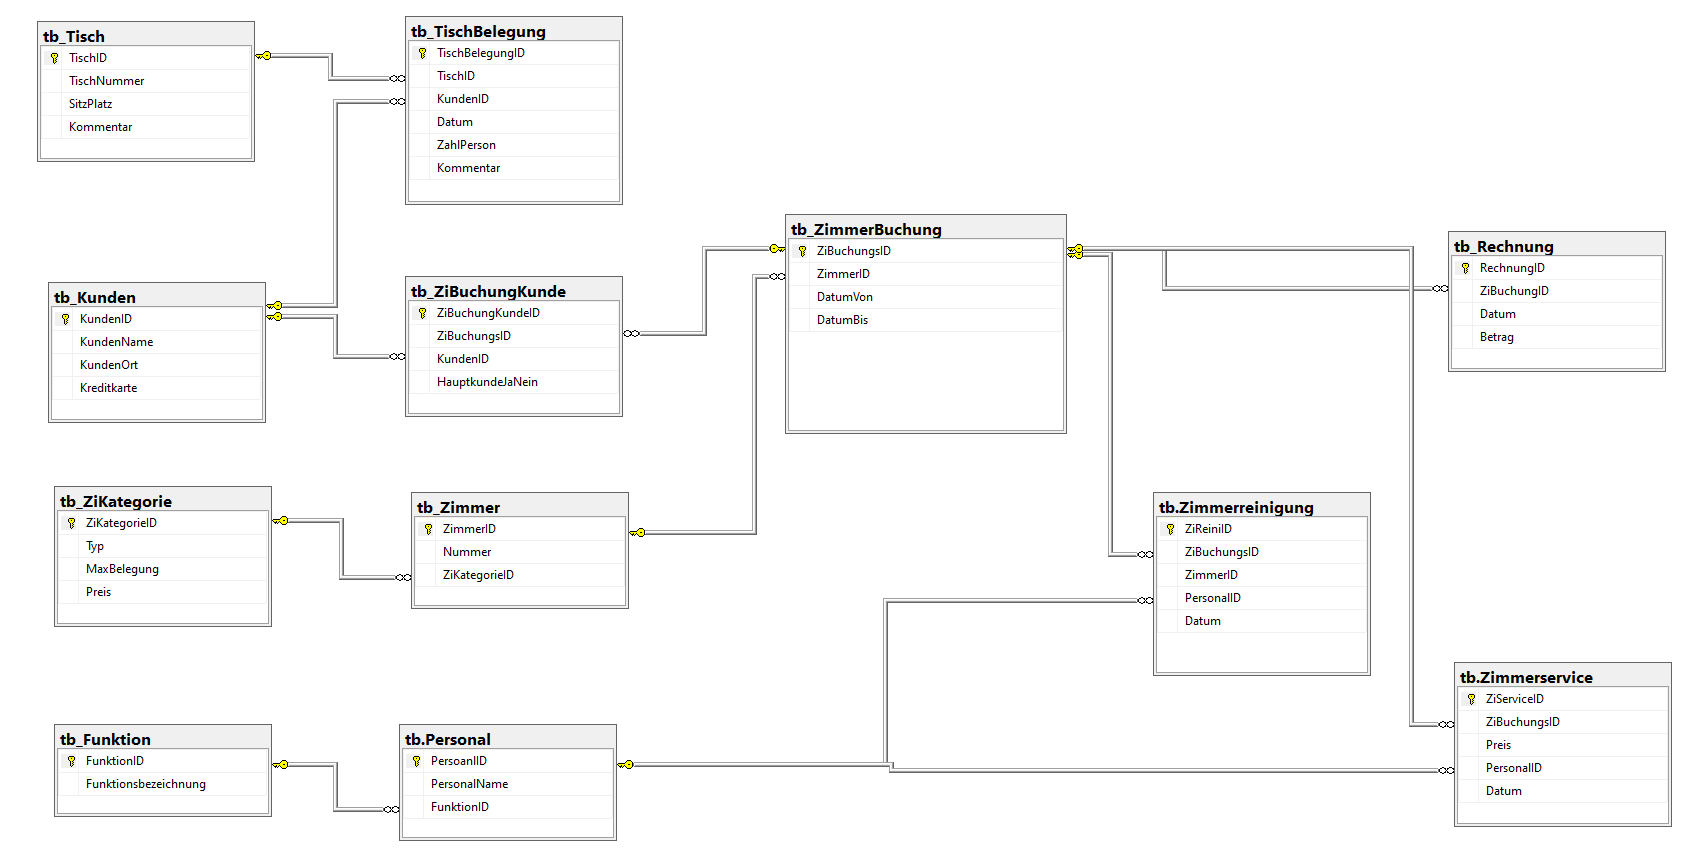 tb_Tisch
TischID
TischNummer
SitzPlatz
Kommentar
tb_TischBelegung
TischBelegungID
TischID
KundenID
Datum
ZahlPerson
Kommentar
tb_Kunden
KundenID
KundenName
KundenOrt
Kreditkarte
tb_ZiBuchungKunde
ZiBuchungKundeID
ZiBuchungsID
KundenID
HauptkundeJaNein
tb_ZimmerBuchung
ZiBuchungsID
ZimmerID
DatumVon
DatumBis
tb_Rechnung
RechnungID
ZiBuchungID
Datum
Betrag
tb_ZiKategorie
ZiKategorieID
Typ
MaxBelegung
Preis
tb_Zimmer
ZimmerID
Nummer
ZiKategorieID
tb.Zimmerreinigung
ZiReiniID
ZiBuchungsID
ZimmerID
PersonalID
Datum
tb_Funktion
FunktionID
Funktionsbezeichnung
tb.Personal
PersoanlID
PersonalName
FunktionID
tb.Zimmerservice
ZiServiceID
ZiBuchungsID
Preis
PersonalID
Datum